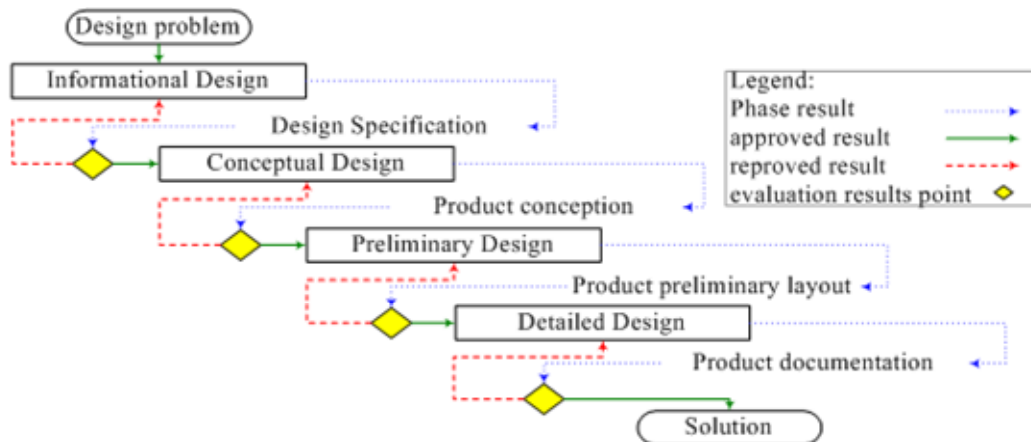 Design problem
Informational Design
Design Specification
Conceptual Design
Product conception
Preliminary Design
Product preliminary layout
Detailed Design
Product documentation
Solution
Legend:
Phase result
approved result
reproved result
evaluation results point